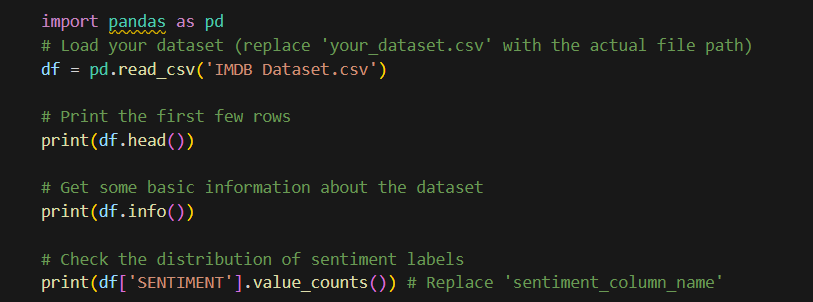 import pandas as pd
# Load your dataset (replace 'your_dataset.csv' with the actual file path)
df = pd.read_csv('IMDB Dataset.csv')
# Print the first few rows
print(df.head())
# Get some basic information about the dataset
print(df.info())
# Check the distribution of sentiment labels
print(df['SENTIMENT'].value_counts()) # Replace 'sentiment_column_name'